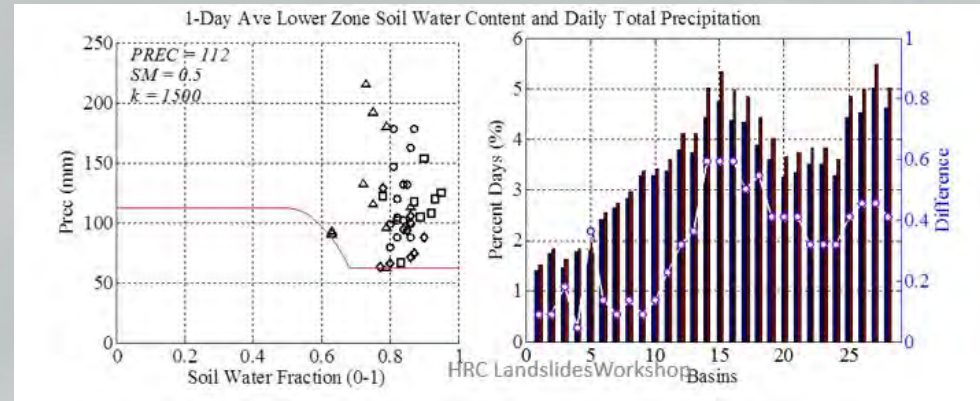 1-Day Ave Lower Zone Soil Water Content and Daily Total Precipitation
PREC = 112
SM = 0.5
k = 1500
250
200
150
100
50
0
Prec (mm)
0 0.2 0.4 0.6 0.8 1
Soil Water Fraction (0-1)
6
5
4
3
2
1
0
Percent Days (%)
0 5 10 15 20 25
Basins
1
0.8
0.6
0.4
0.2
0
Difference
HRC LandslidesWorkshop